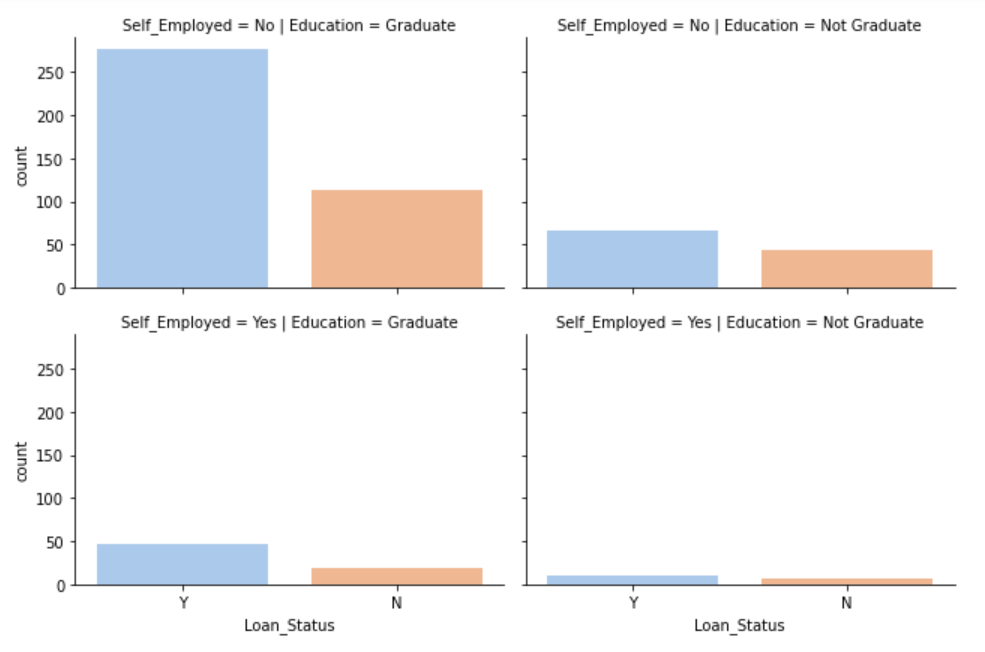 Self_Employed = No | Education = Graduate
Self_Employed = No | Education = Not Graduate
250
200
150
100
50
0
count
Self_Employed = Yes | Education = Graduate
Self_Employed = Yes | Education = Not Graduate
250
200
150
100
50
0
count
Y N Y N
Loan_Status Loan_Status